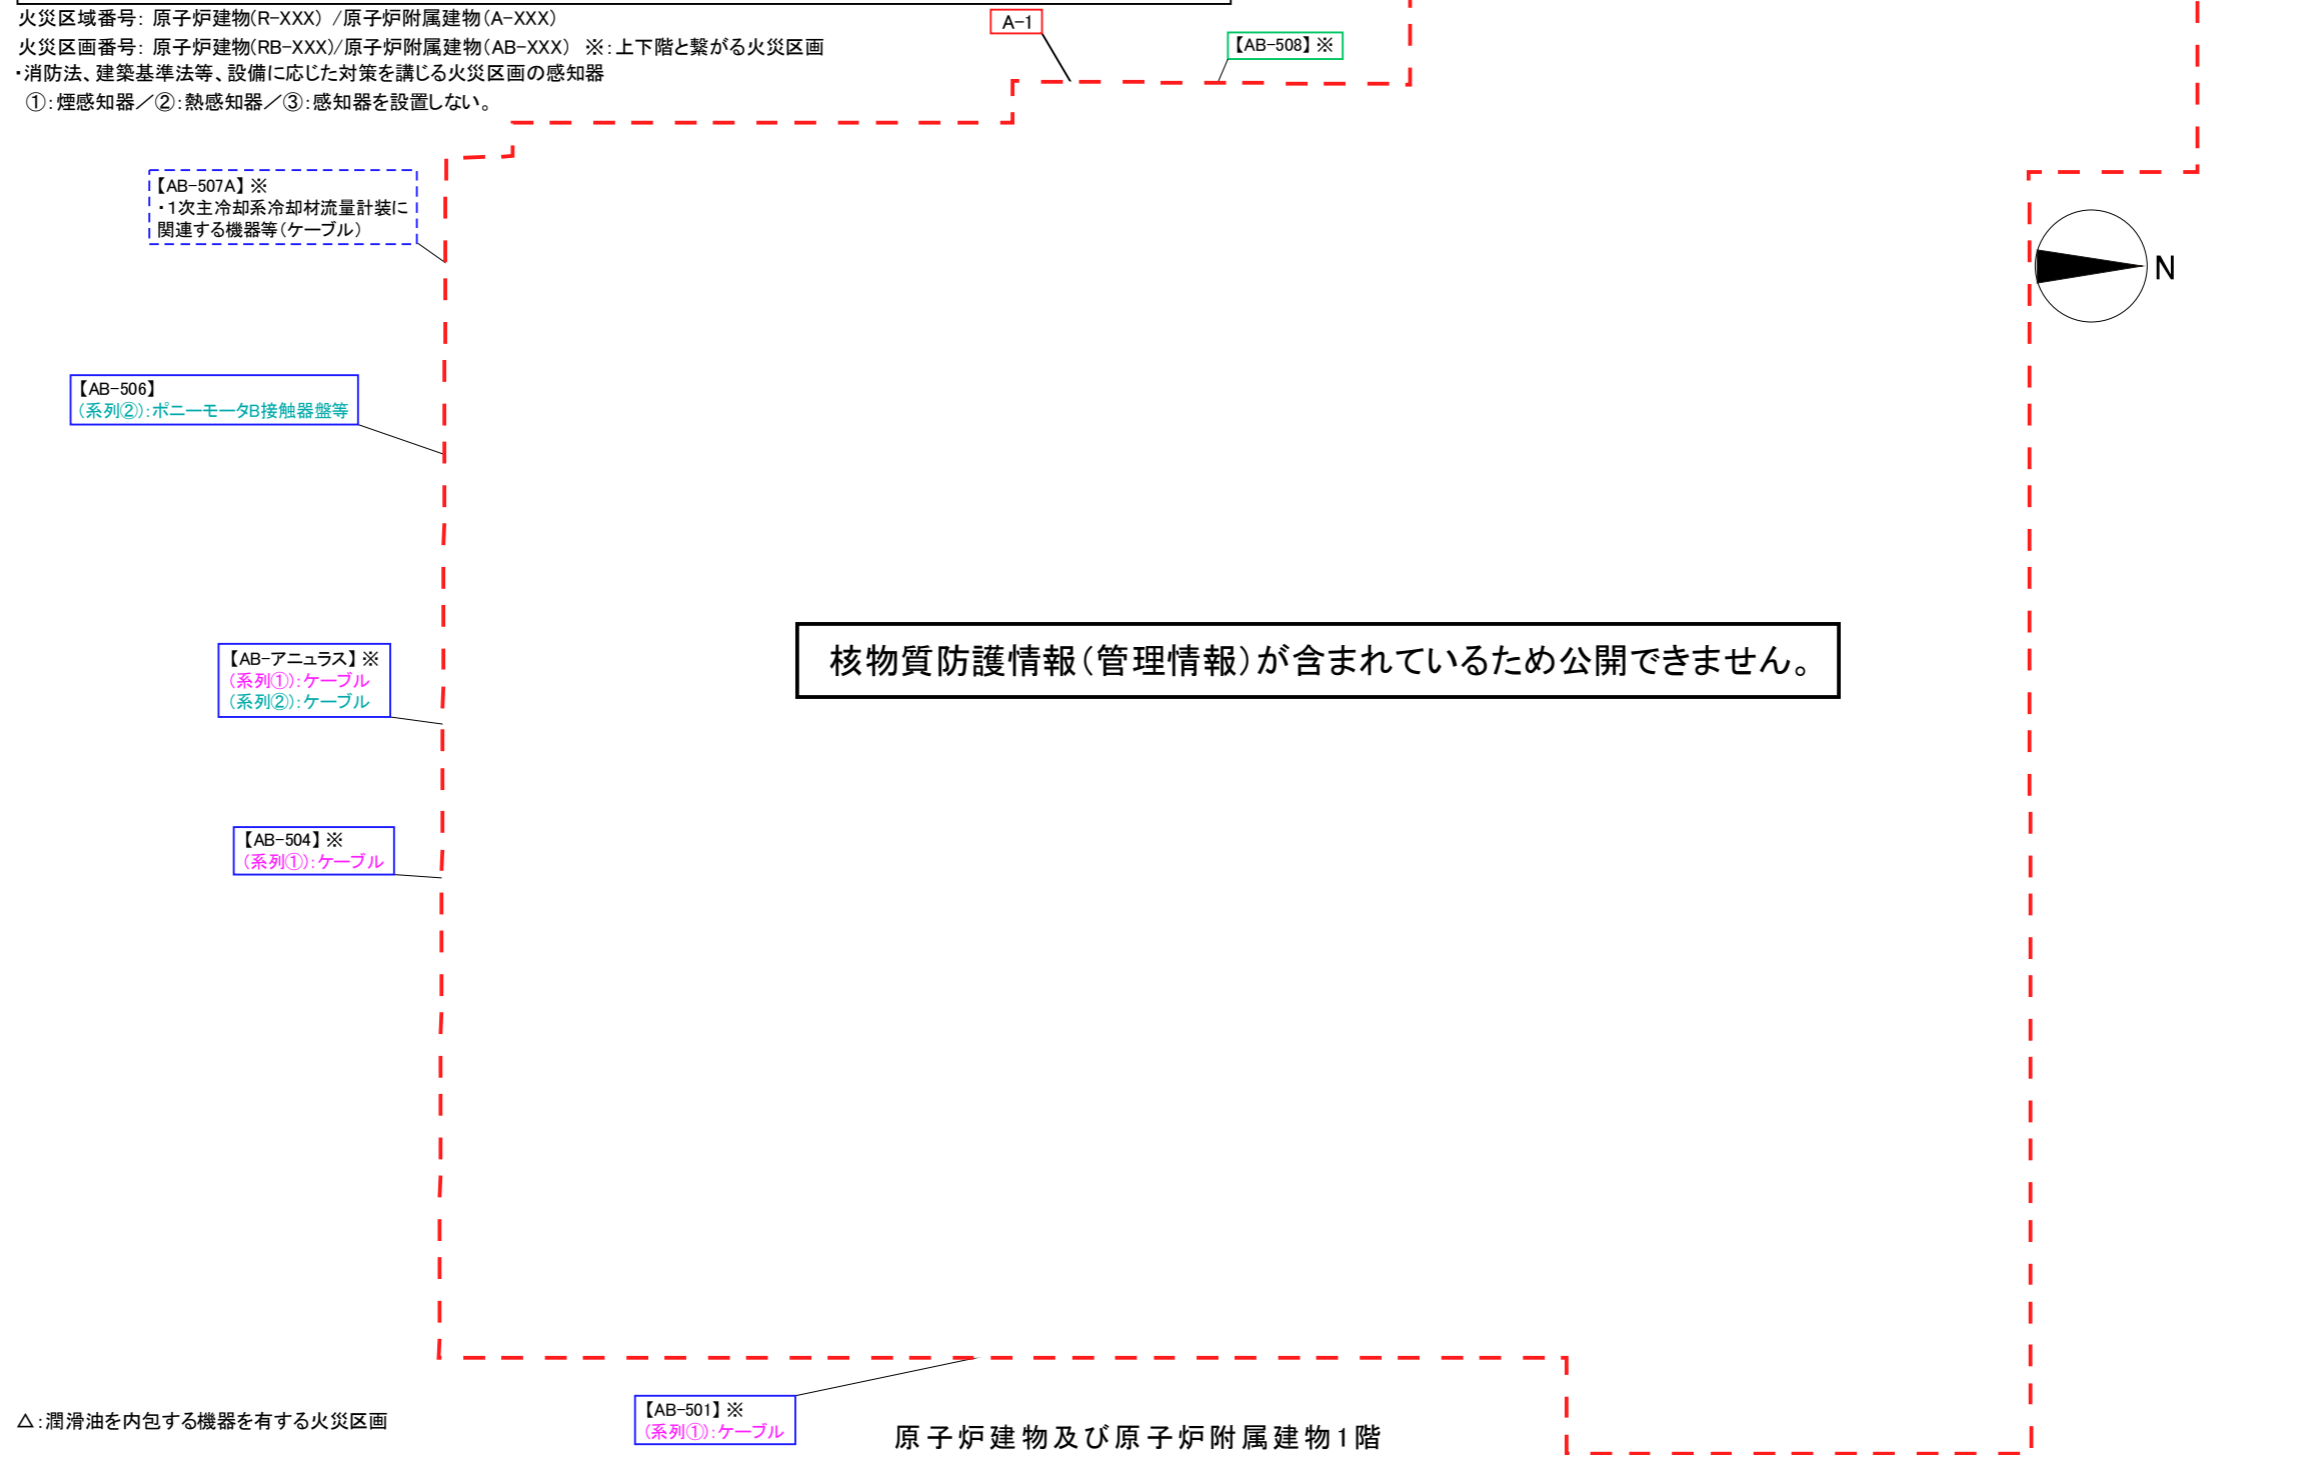 火災区域番号: 原子炉建物(R-XXX) /原子炉附属建物(A-XXX)
火災区画番号: 原子炉建物(RB-XXX)/原子炉附属建物(AB-XXX) ※:上下階と繋がる火災区画
・消防法、建築基準法等、設備に応じた対策を講じる火災区画の感知器
①:煙感知器／②:熱感知器／③:感知器を設置しない。
A-1
【AB-508】※
【AB-507A】※
・1次主冷却系冷却材流量計装に
関連する機器等(ケーブル)
N
【AB-506】
(系列②):ポニーモータB接触器盤等
【AB-アニュラス】※
(系列①):ケーブル
(系列②):ケーブル
核物質防護情報(管理情報)が含まれているため公開できません。
【AB-504】※
(系列①):ケーブル
【AB-501】※
(系列①):ケーブル
△:潤滑油を内包する機器を有する火災区画
原子炉建物及び原子炉附属建物1階